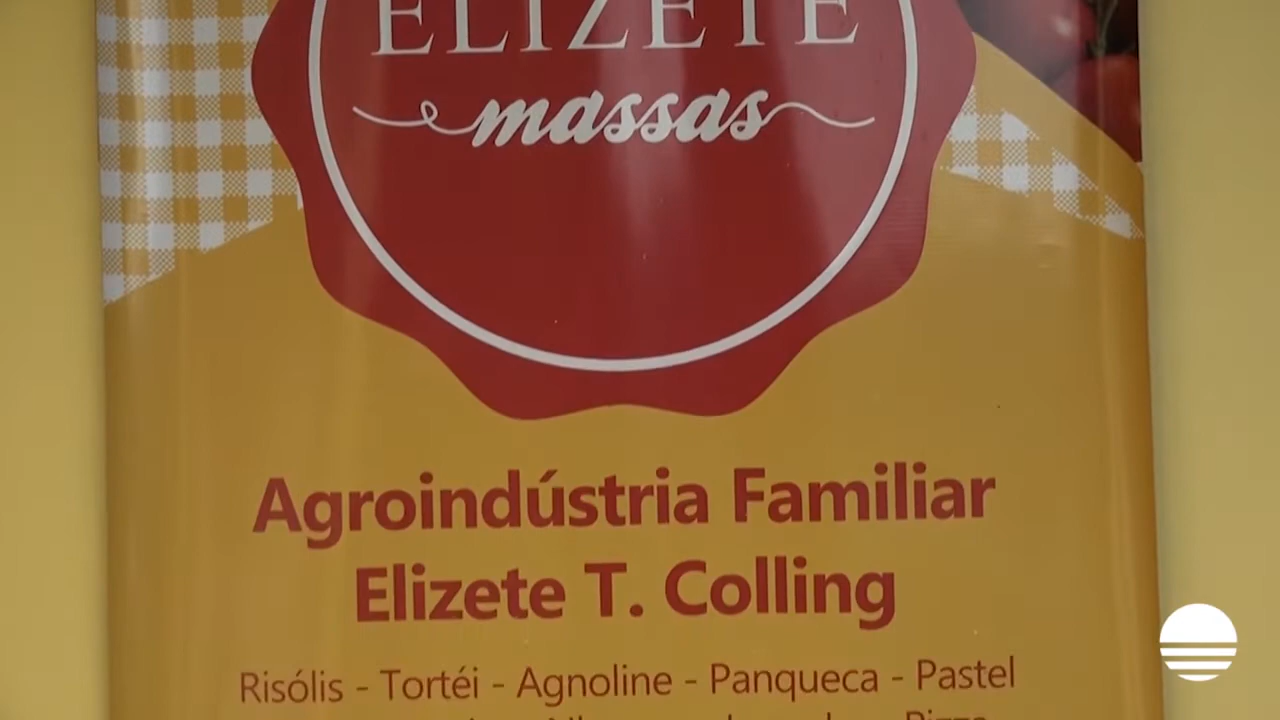 ELIZETE
massas
Agroindústria Familiar
Elizete T. Colling
Risólis - Tortéi - Agnoline - Panqueca - Pastel